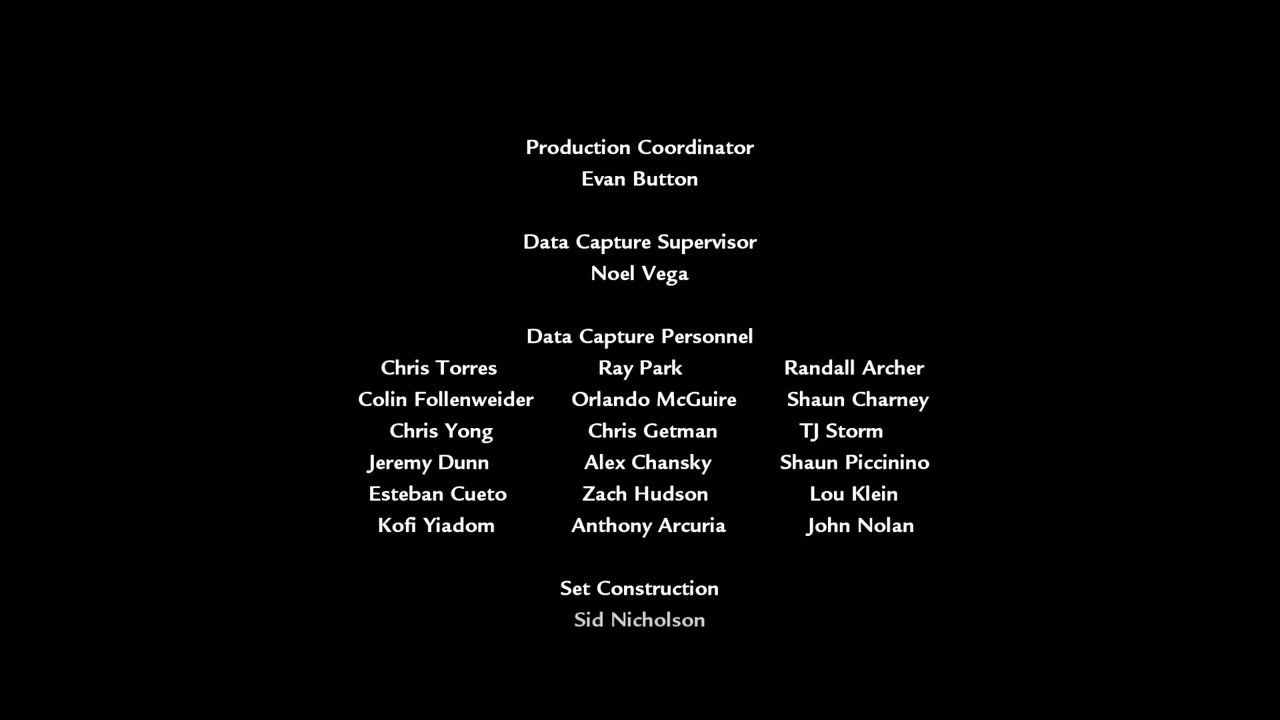 Production Coordinator
Evan Button
Data Capture Supervisor
Noel Vega
Data Capture Personnel
Chris Torres Ray Park Randall Archer
Colin Follenweider Orlando McGuire Shaun Charney
Chris Yong Chris Getman TJ Storm
Jeremy Dunn Alex Chansky Shaun Piccinino
Esteban Cueto Zach Hudson Lou Klein
Kofi Yiadom Anthony Arcuria John Nolan
Set Construction
Sid Nicholson